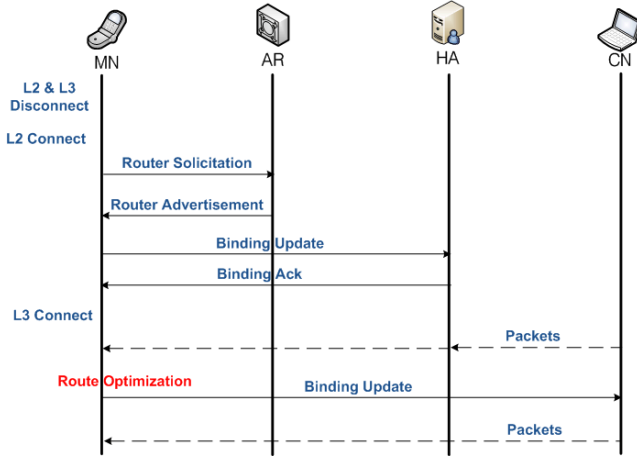 MN
AR
HA
CN
L2 & L3
Disconnect
L2 Connect
Router Solicitation
Router Advertisement
Binding Update
Binding Ack
L3 Connect
Packets
Route Optimization
Binding Update
Packets